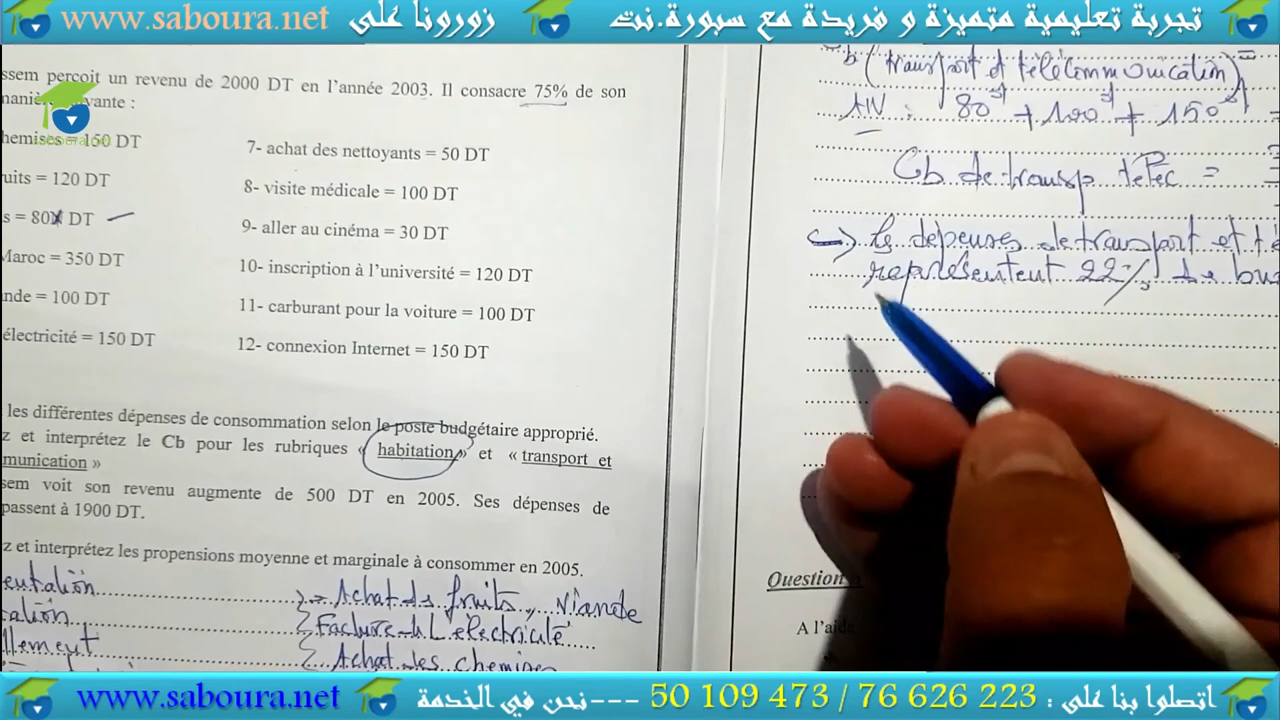 www.saboura.net زورونا على تجربة تعليمية متميزة و فريدة مع سبورة.نت
ssem perçoit un revenu de 2000 DT en l'année 2003. Il consacre 75% de son
manière suivante :
hemises = 150 DT
uits = 120 DT
s = 80 DT
Maroc = 350 DT
nde = 100 DT
électricité = 150 DT
7- achat des nettoyants = 50 DT
8- visite médicale = 100 DT
9- aller au cinéma = 30 DT
10- inscription à l'université = 120 DT
11- carburant pour la voiture = 100 DT
12- connexion Internet = 150 DT
les différentes dépenses de consommation selon le poste budgétaire approprié.
z et interprétez le Cb pour les rubriques « habitation » et « transport et
munication »
sem voit son revenu augmente de 500 DT en 2005. Ses dépenses de
passent à 1900 DT.
z et interprétez les propensions moyenne et marginale à consommer en 2005.
entation
Achat des fruits, Viande
Facture de L'électricité
llement
Achat des chemises
b (transport et télécommunication) =
AN : 80 + 100 + 150
Cb de transp téléc =
les dépenses de transport et t
représentent 22% de bu
Question
A l'aide
www.saboura.net اتصلوا بنا على : 223 626 76 / 473 109 50 ---نحن في الخدمة